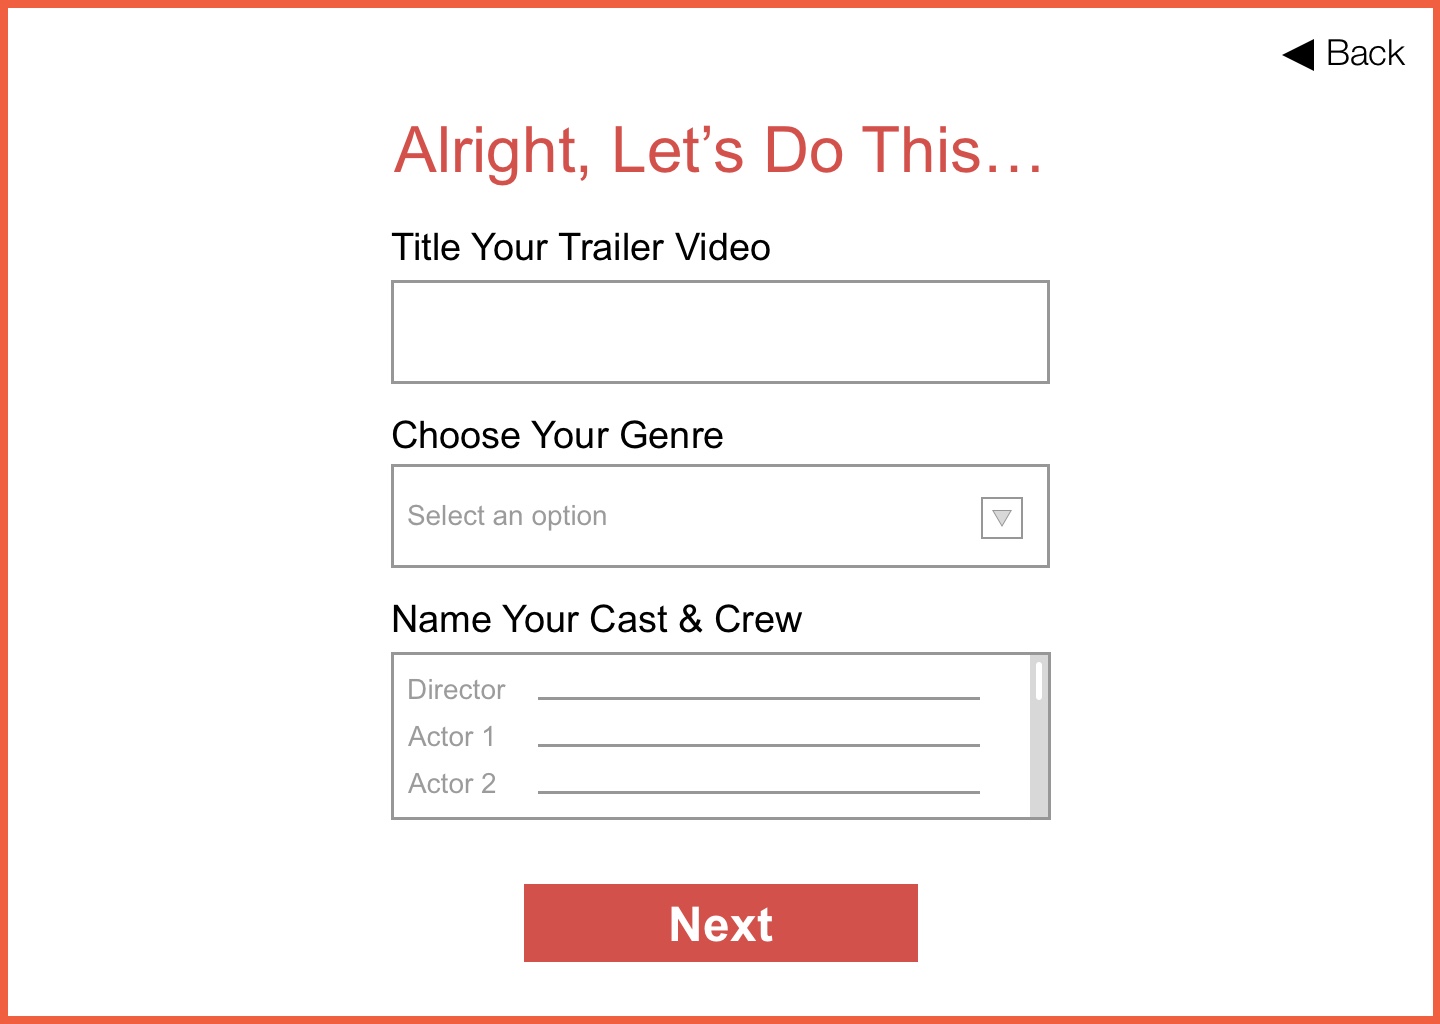 Back
Alright, Let’s Do This…
Title Your Trailer Video
Choose Your Genre
Select an option
Name Your Cast & Crew
Director
Actor 1
Actor 2
Next